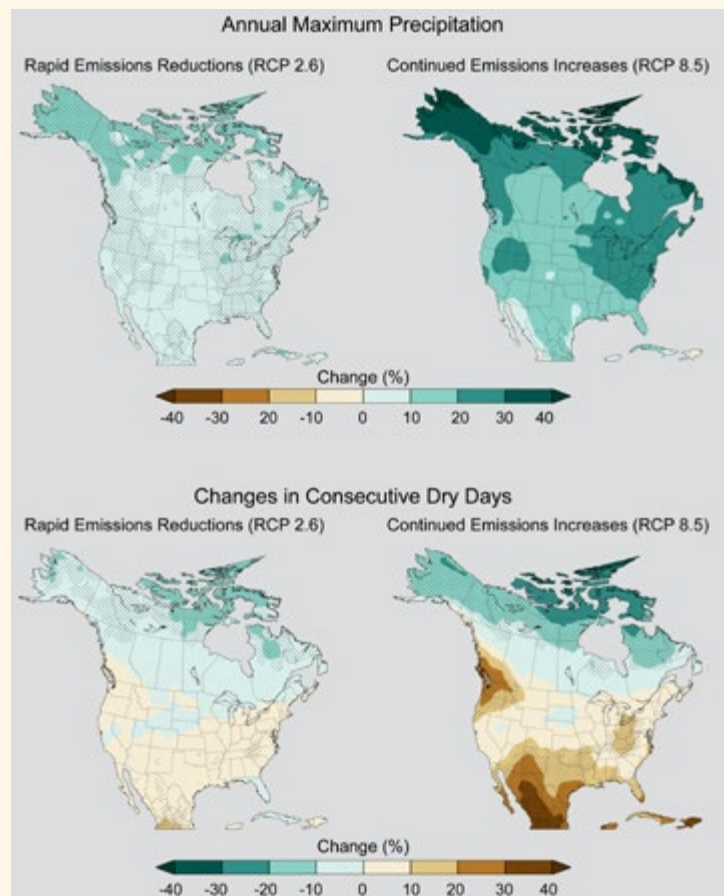 Annual Maximum Precipitation
Rapid Emissions Reductions (RCP 2.6) Continued Emissions Increases (RCP 8.5)
Change (%)
-40 -30 20 -10 0 10 20 30 40
Changes in Consecutive Dry Days
Rapid Emissions Reductions (RCP 2.6) Continued Emissions Increases (RCP 8.5)
Change (%)
-40 -30 -20 -10 0 10 20 30 40